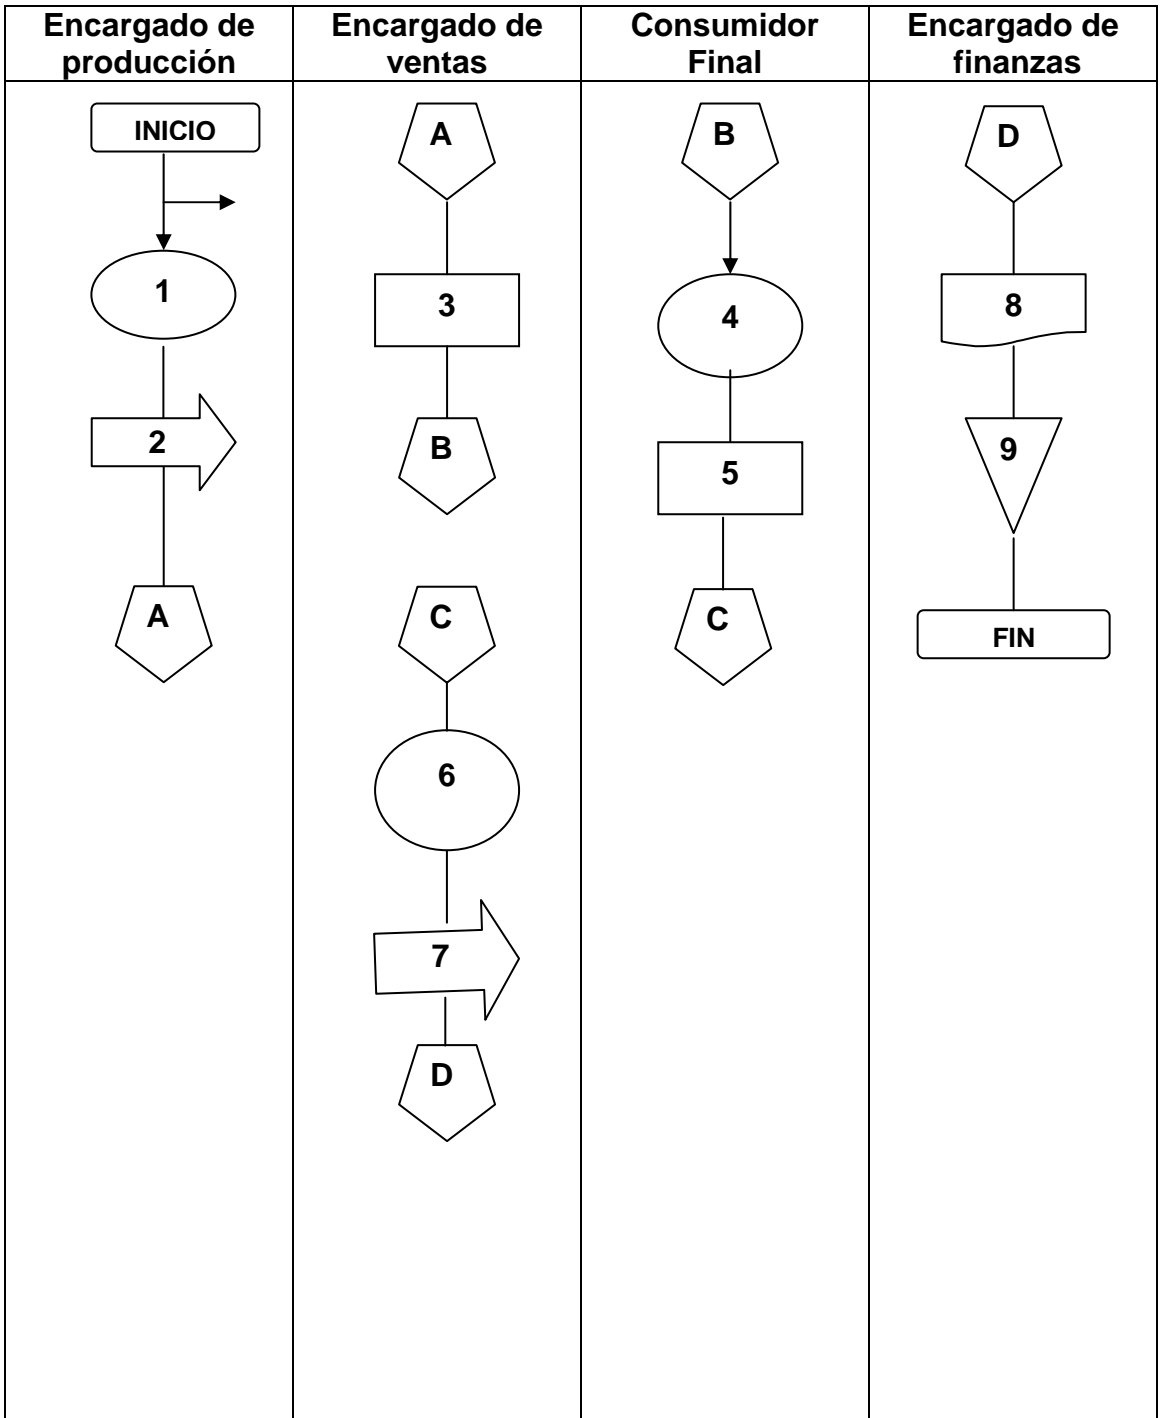 Encargado de
producción
Encargado de
ventas
Consumidor
Final
Encargado de
finanzas
INICIO
1
2
A
A
3
B
C
6
7
D
B
4
5
C
D
8
9
FIN